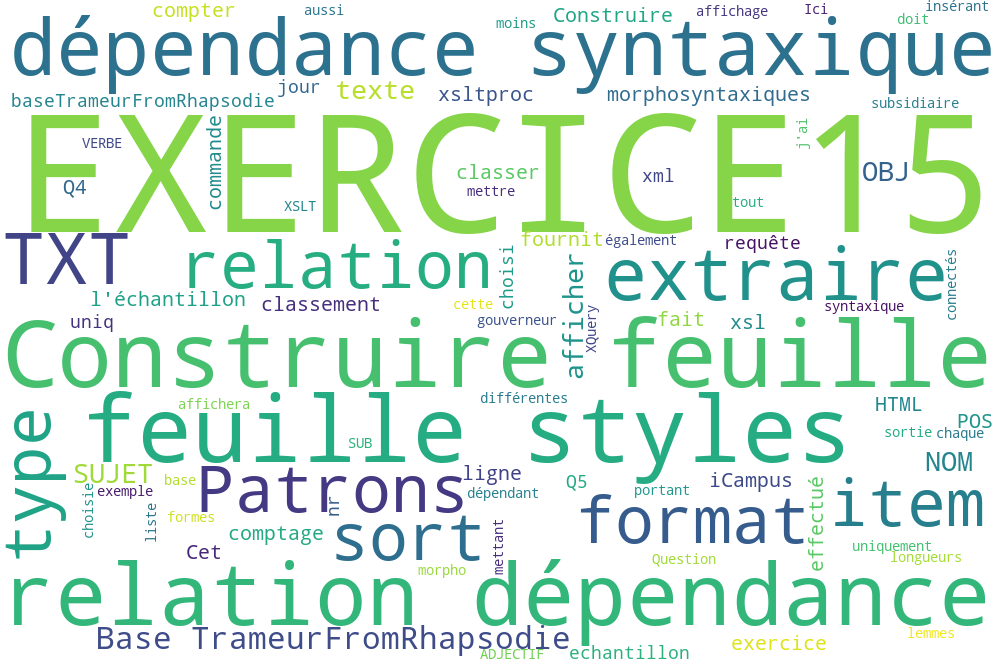 compter aussi Construire affichage Ici insérant
moins doit
dépendance syntaxique
baseTrameurFromRhapsodie jour texte xsltproc morphosyntaxiques subsidiaire
EXERCICE15
VERBE commande j'ai
Q4 classer xml OBJ
mettre
XSLT tout
TXT relation fournit également requête extraire
choisi afficher connectés
l'échantillon classement cette syntaxique
uniq gouverneur XQuery fait xsl
Construire feuille
feuille styles
type affichera différentes HTML
POS
SUB sortie chaque
SUJET Patrons ligne NOM
base dépendant Q5 iCampus
exemple portant
choisie liste formes nr format item
comptage sort mettant effectué
Cet uniquement
morpho Question longueurs
relation dépendance
Base TrameurFromRhapsodie exercice lemmes
ADJECTIF echantillon